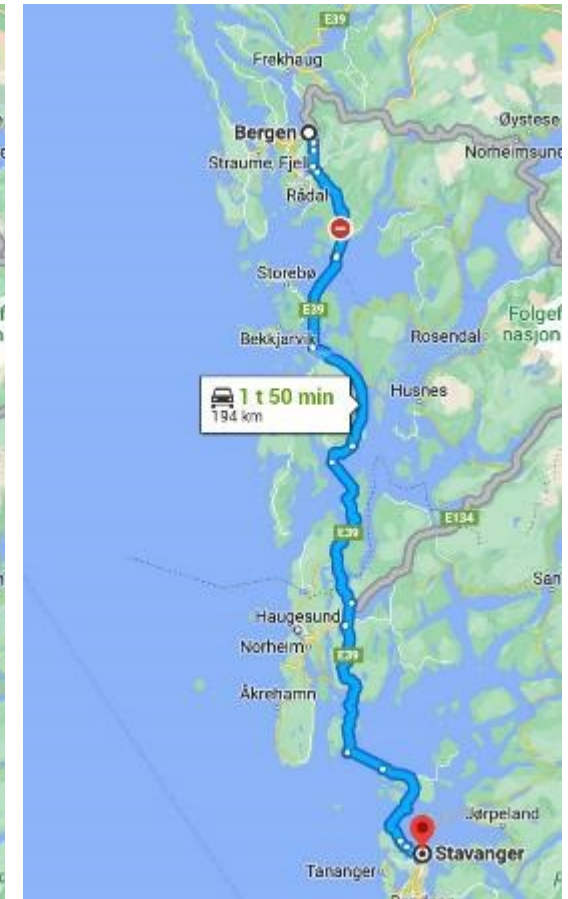 E39
Frekhaug
Øystese
Bergen
Norheimsund
Straume, Fjell
Rådal
Storebø
E39
Folgef
nasjon
Bekkjarvik
Rosendal
Husnes
1 t 50 min
194 km
E134
E39
San
Haugesund
Norheim
E39
Åkrehamn
Jørpeland
Stavanger
Tananger